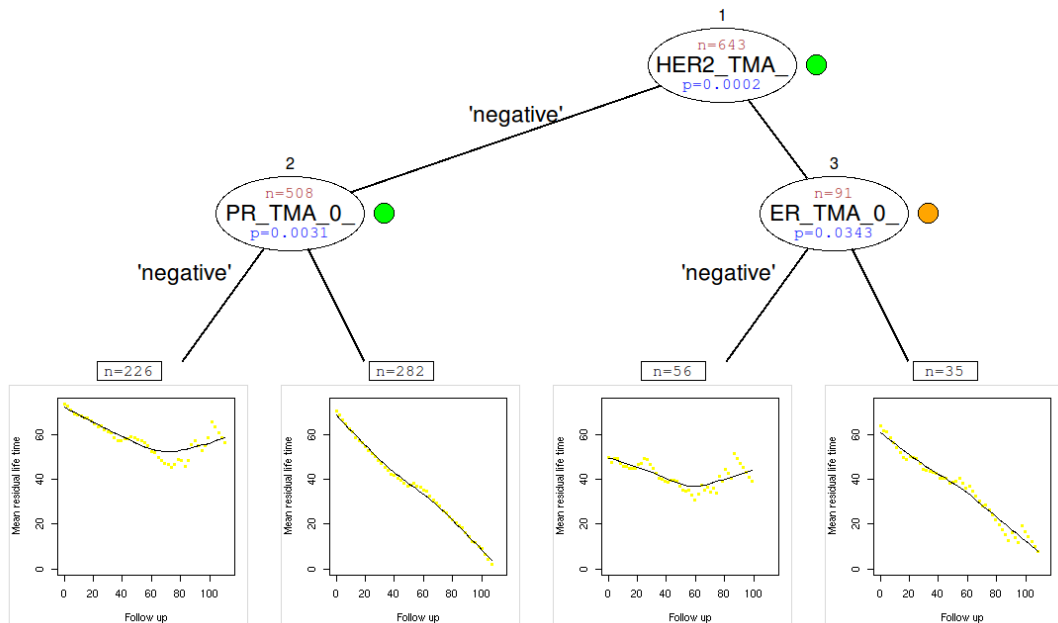 1
n=643
HER2_TMA_
p=0.0002
'negative'
2
n=508
PR_TMA_0_
p=0.0031
3
n=91
ER_TMA_0_
p=0.0343
'negative'
'negative'
n=226
n=282
n=56
n=35
Mean residual life time
0 20 40 60
0 20 40 60 80 100
Follow up
Mean residual life time
0 20 40 60
0 20 40 60 80 100
Follow up
Mean residual life time
0 20 40 60
0 20 40 60 80 100
Follow up
Mean residual life time
0 20 40 60
0 20 40 60 80 100
Follow up